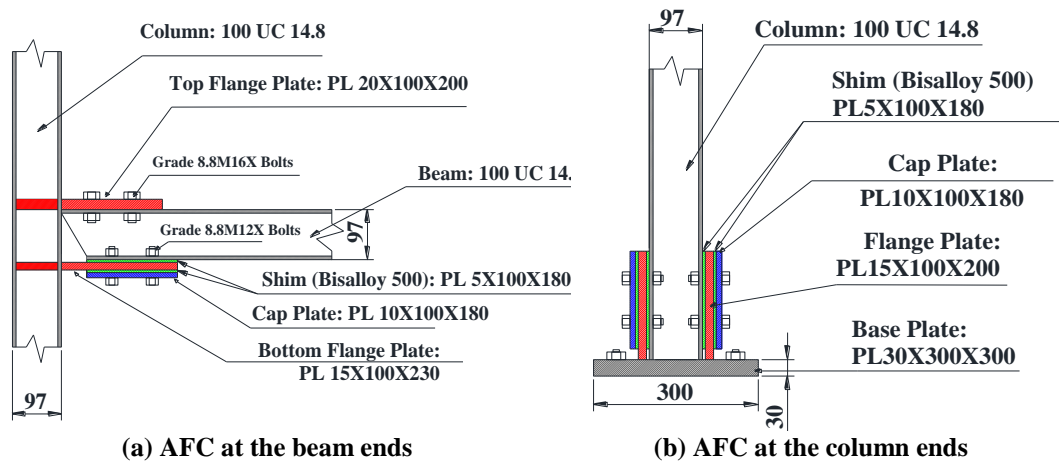 Column: 100 UC 14.8
Top Flange Plate: PL 20X100X200
Grade 8.8M16X Bolts
Beam: 100 UC 14.
97
Grade 8.8M12X Bolts
Shim (Bisalloy 500): PL 5X100X180
Cap Plate: PL 10X100X180
Bottom Flange Plate:
PL 15X100X230
97
(a) AFC at the beam ends
97
Column: 100 UC 14.8
Shim (Bisalloy 500)
PL5X100X180
Cap Plate:
PL10X100X180
Flange Plate:
PL15X100X200
Base Plate:
PL30X300X300
300
30
(b) AFC at the column ends